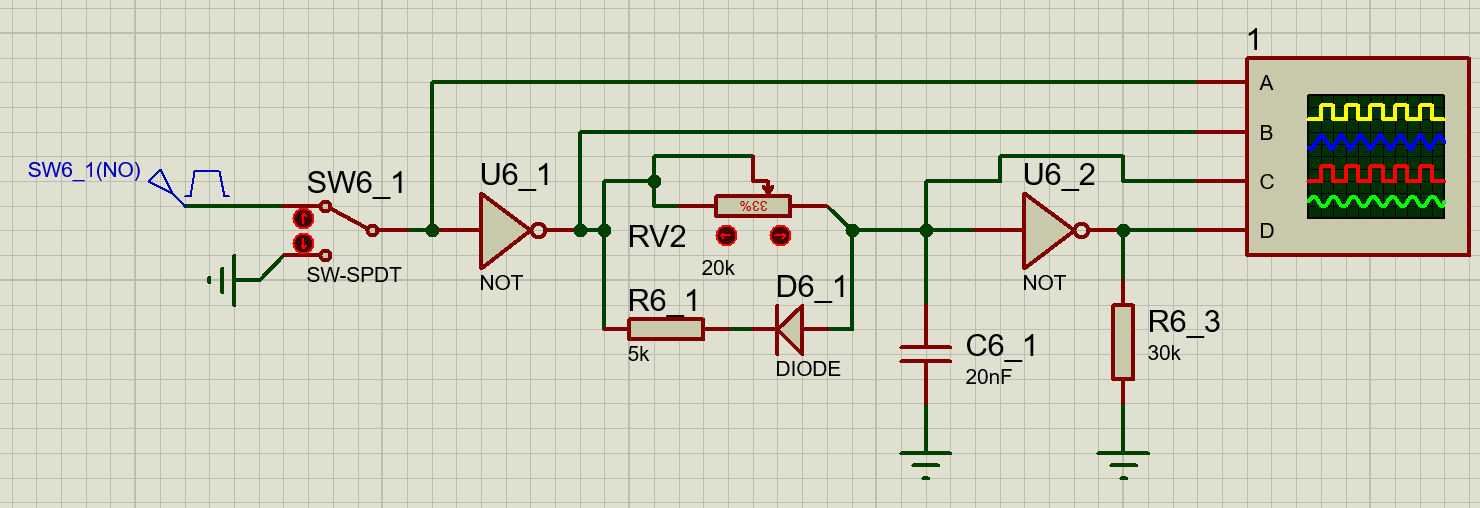 1
A
B
SW6_1(NO)
SW6_1
U6_1
U6_2
C
33%
RV2
D
SW-SPDT
NOT
20k
NOT
R6_1
D6_1
5k
DIODE
C6_1
20nF
R6_3
30k